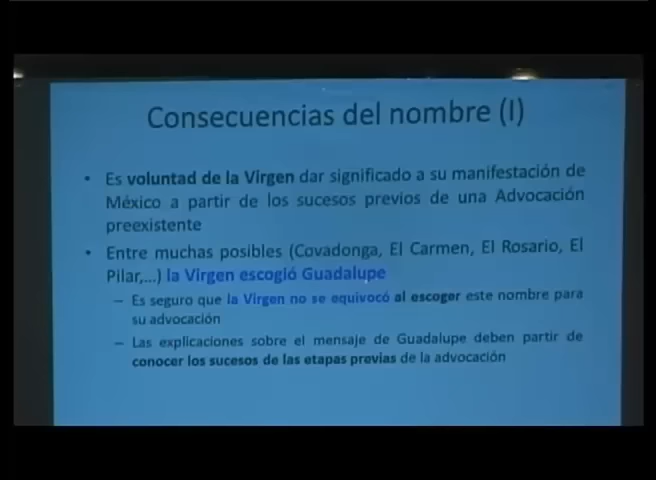 Consecuencias del nombre (I)
• Es voluntad de la Virgen dar significado a su manifestación de
México a partir de los sucesos previos de una Advocación
preexistente
• Entre muchas posibles (Covadonga, El Carmen, El Rosario, El
Pilar,...) la Virgen escogió Guadalupe
– Es seguro que la Virgen no se equivocó al escoger este nombre para
su advocación
– Las explicaciones sobre el mensaje de Guadalupe deben partir de
conocer los sucesos de las etapas previas de la advocación